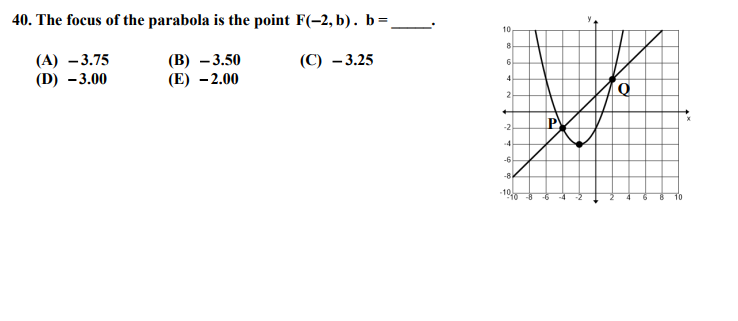 40. The focus of the parabola is the point F(–2, b). b = _____.
(A) – 3.75 (B) – 3.50 (C) – 3.25
(D) – 3.00 (E) – 2.00
y
10
8
6
4
2
-2
-4
-6
-8
-10
-10 -8 -6 -4 -2 2 4 6 8 10
x
P
Q